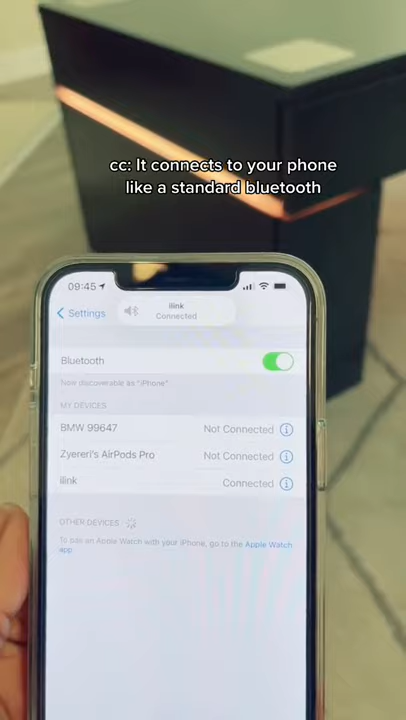 cc: It connects to your phone
like a standard bluetooth
09:45
ilink
Connected
Settings
Bluetooth
Now discoverable as "iPhone".
MY DEVICES
BMW 99647
Not Connected
Zyereri's AirPods Pro
Not Connected
ilink
Connected
OTHER DEVICES
To pair an Apple Watch with your iPhone, go to the Apple Watch
app.